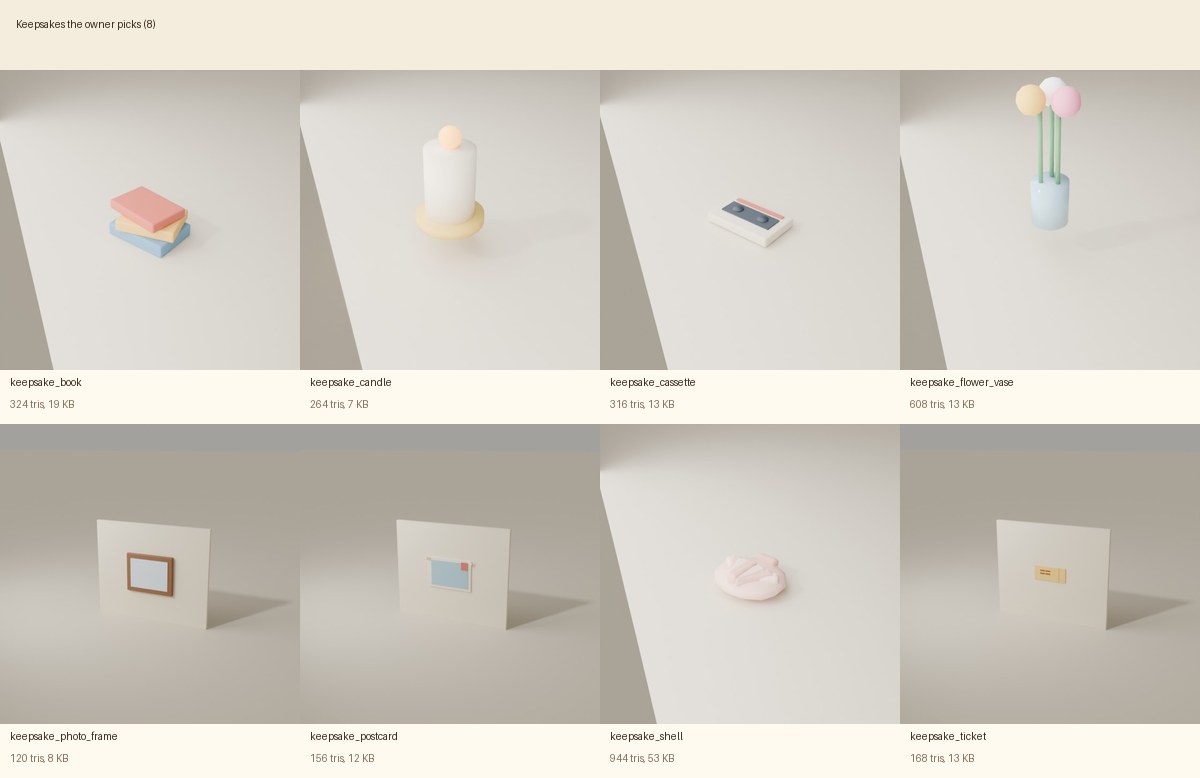 Keepsakes the owner picks (8)
keepsake_book
324 tris, 19 KB
keepsake_candle
264 tris, 7 KB
keepsake_cassette
316 tris, 13 KB
keepsake_flower_vase
608 tris, 13 KB
keepsake_photo_frame
120 tris, 8 KB
keepsake_postcard
156 tris, 12 KB
keepsake_shell
944 tris, 53 KB
keepsake_ticket
168 tris, 13 KB